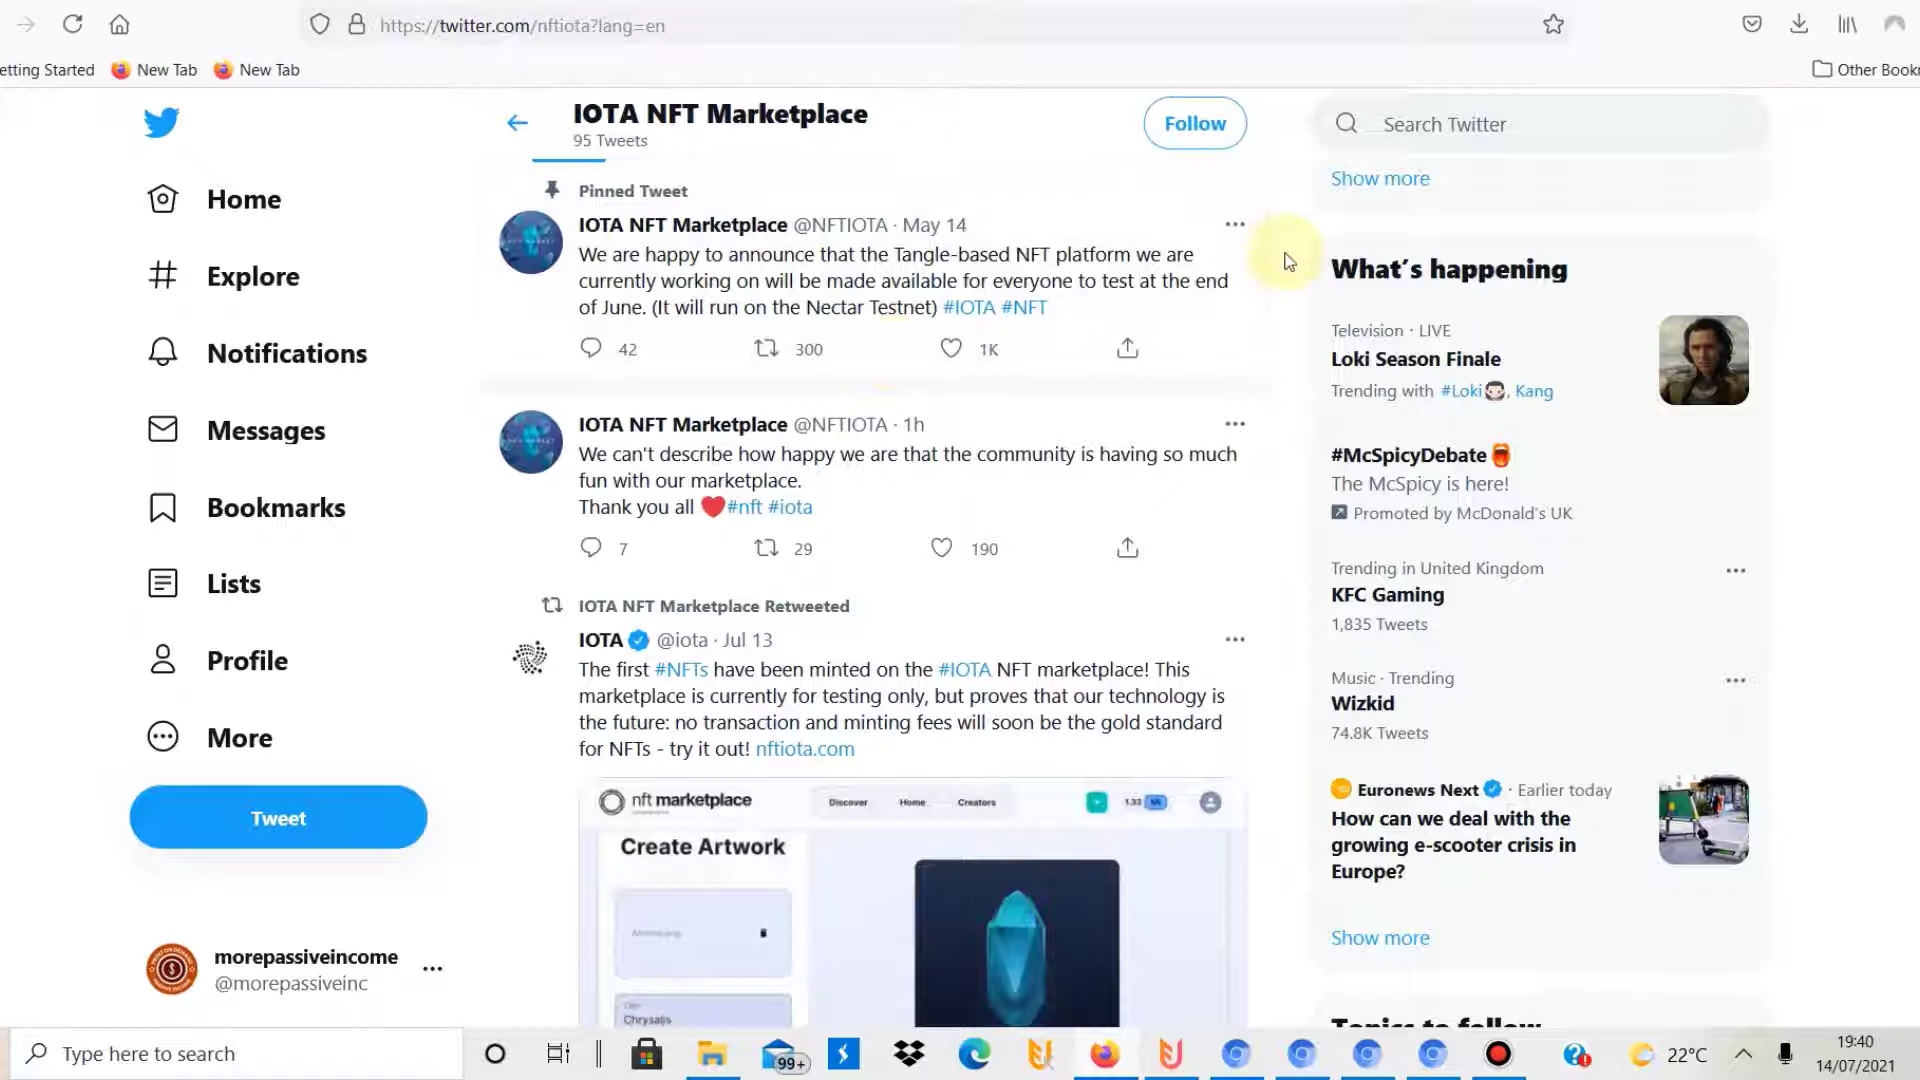 https://twitter.com/nftiota?lang=en
etting Started
New Tab
New Tab
Other Bookr
IOTA NFT Marketplace
95 Tweets
Follow
Search Twitter
Show more
Home
Explore
Notifications
Messages
Bookmarks
Lists
Profile
More
Tweet
morepassiveincome
@morepassiveinc
Pinned Tweet
IOTA NFT Marketplace @NFTIOTA · May 14
We are happy to announce that the Tangle-based NFT platform we are
currently working on will be made available for everyone to test at the end
of June. (It will run on the Nectar Testnet) #IOTA #NFT
42
300
1K
IOTA NFT Marketplace @NFTIOTA · 1h
We can't describe how happy we are that the community is having so much
fun with our marketplace.
Thank you all ❤️#nft #iota
7
29
190
IOTA NFT Marketplace Retweeted
IOTA @iota · Jul 13
The first #NFTs have been minted on the #IOTA NFT marketplace! This
marketplace is currently for testing only, but proves that our technology is
the future: no transaction and minting fees will soon be the gold standard
for NFTs - try it out! nftiota.com
nft marketplace
Discover
Home
Creators
1.33
Create Artwork
Chrysalis
What's happening
Television · LIVE
Loki Season Finale
Trending with #Loki, Kang
#McSpicyDebate
The McSpicy is here!
Promoted by McDonald's UK
Trending in United Kingdom
KFC Gaming
1,835 Tweets
Music · Trending
Wizkid
74.8K Tweets
Euronews Next · Earlier today
How can we deal with the
growing e-scooter crisis in
Europe?
Show more
Topics to follow
Type here to search
99+
22°C
19:40
14/07/2021